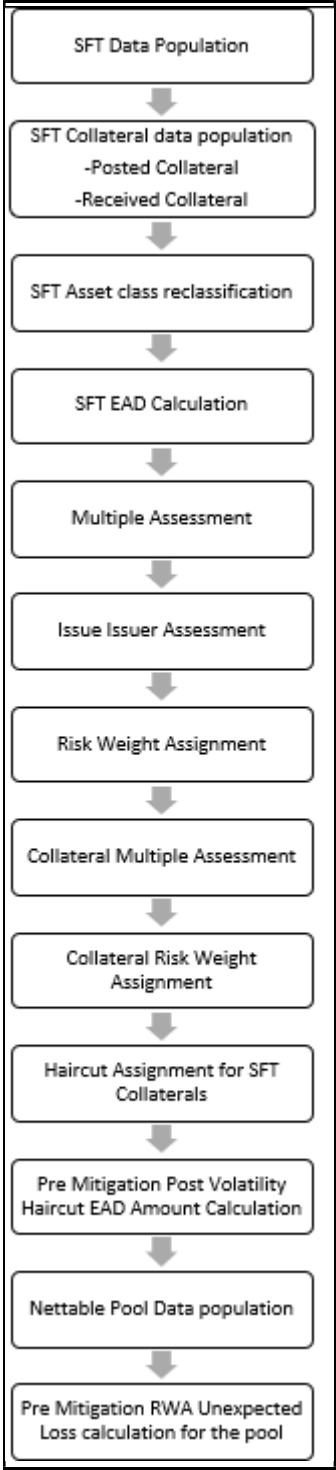 SFT Data Population
SFT Collateral data population
-Posted Collateral
-Received Collateral
SFT Asset class reclassification
SFT EAD Calculation
Multiple Assessment
Issue Issuer Assessment
Risk Weight Assignment
Collateral Multiple Assessment
Collateral Risk Weight
Assignment
Haircut Assignment for SFT
Collaterals
Pre Mitigation Post Volatility
Haircut EAD Amount Calculation
Nettable Pool Data population
Pre Mitigation RWA Unexpected
Loss calculation for the pool